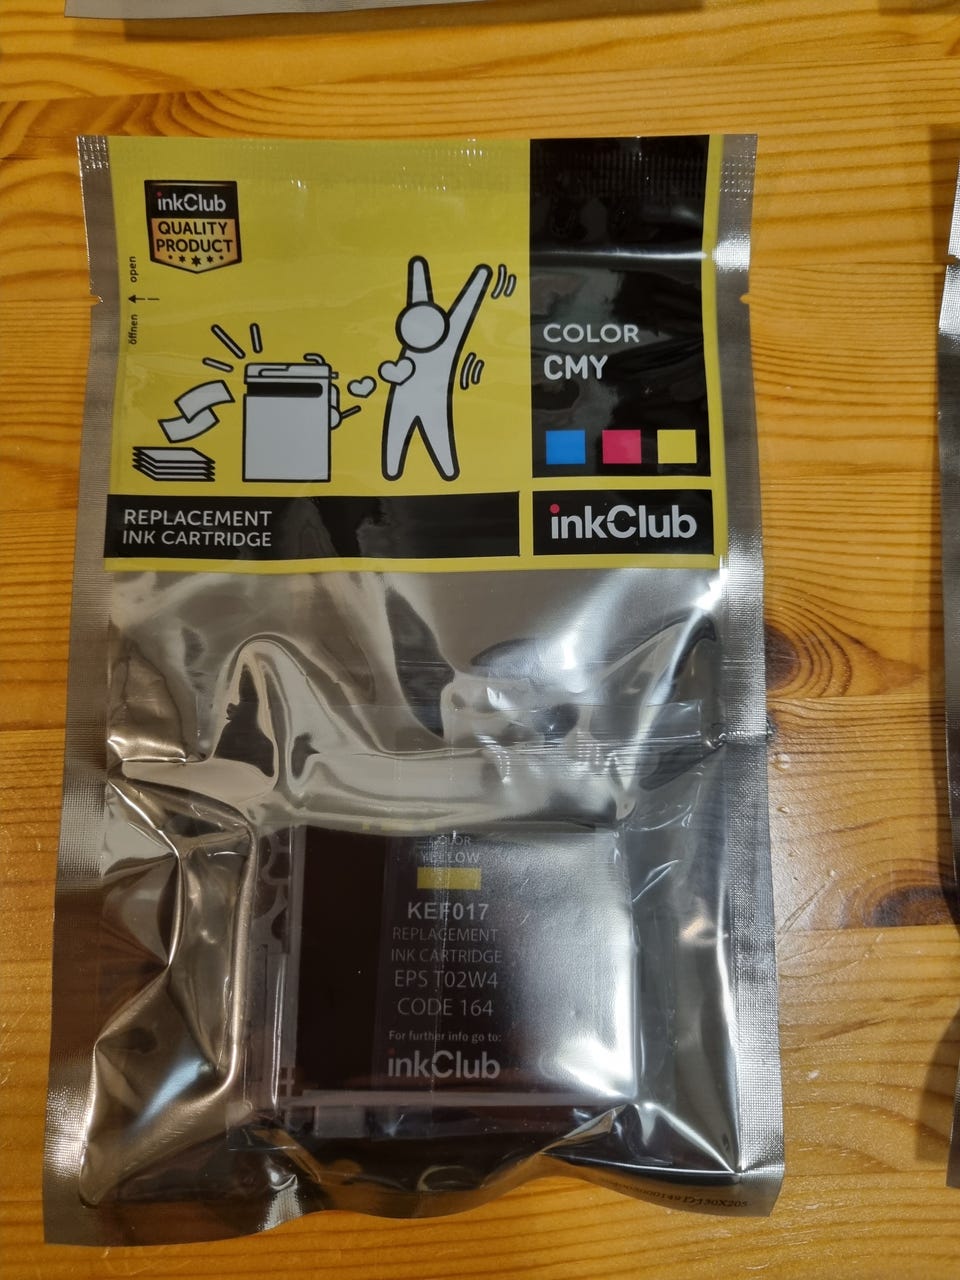 inkClub
QUALITY
PRODUCT
open
öffnen
COLOR
CMY
REPLACEMENT
INK CARTRIDGE
inkClub
COLOR
YELLOW
KEF017
REPLACEMENT
INK CARTRIDGE
EPS T02W4
CODE 164
For further info go to:
inkClub